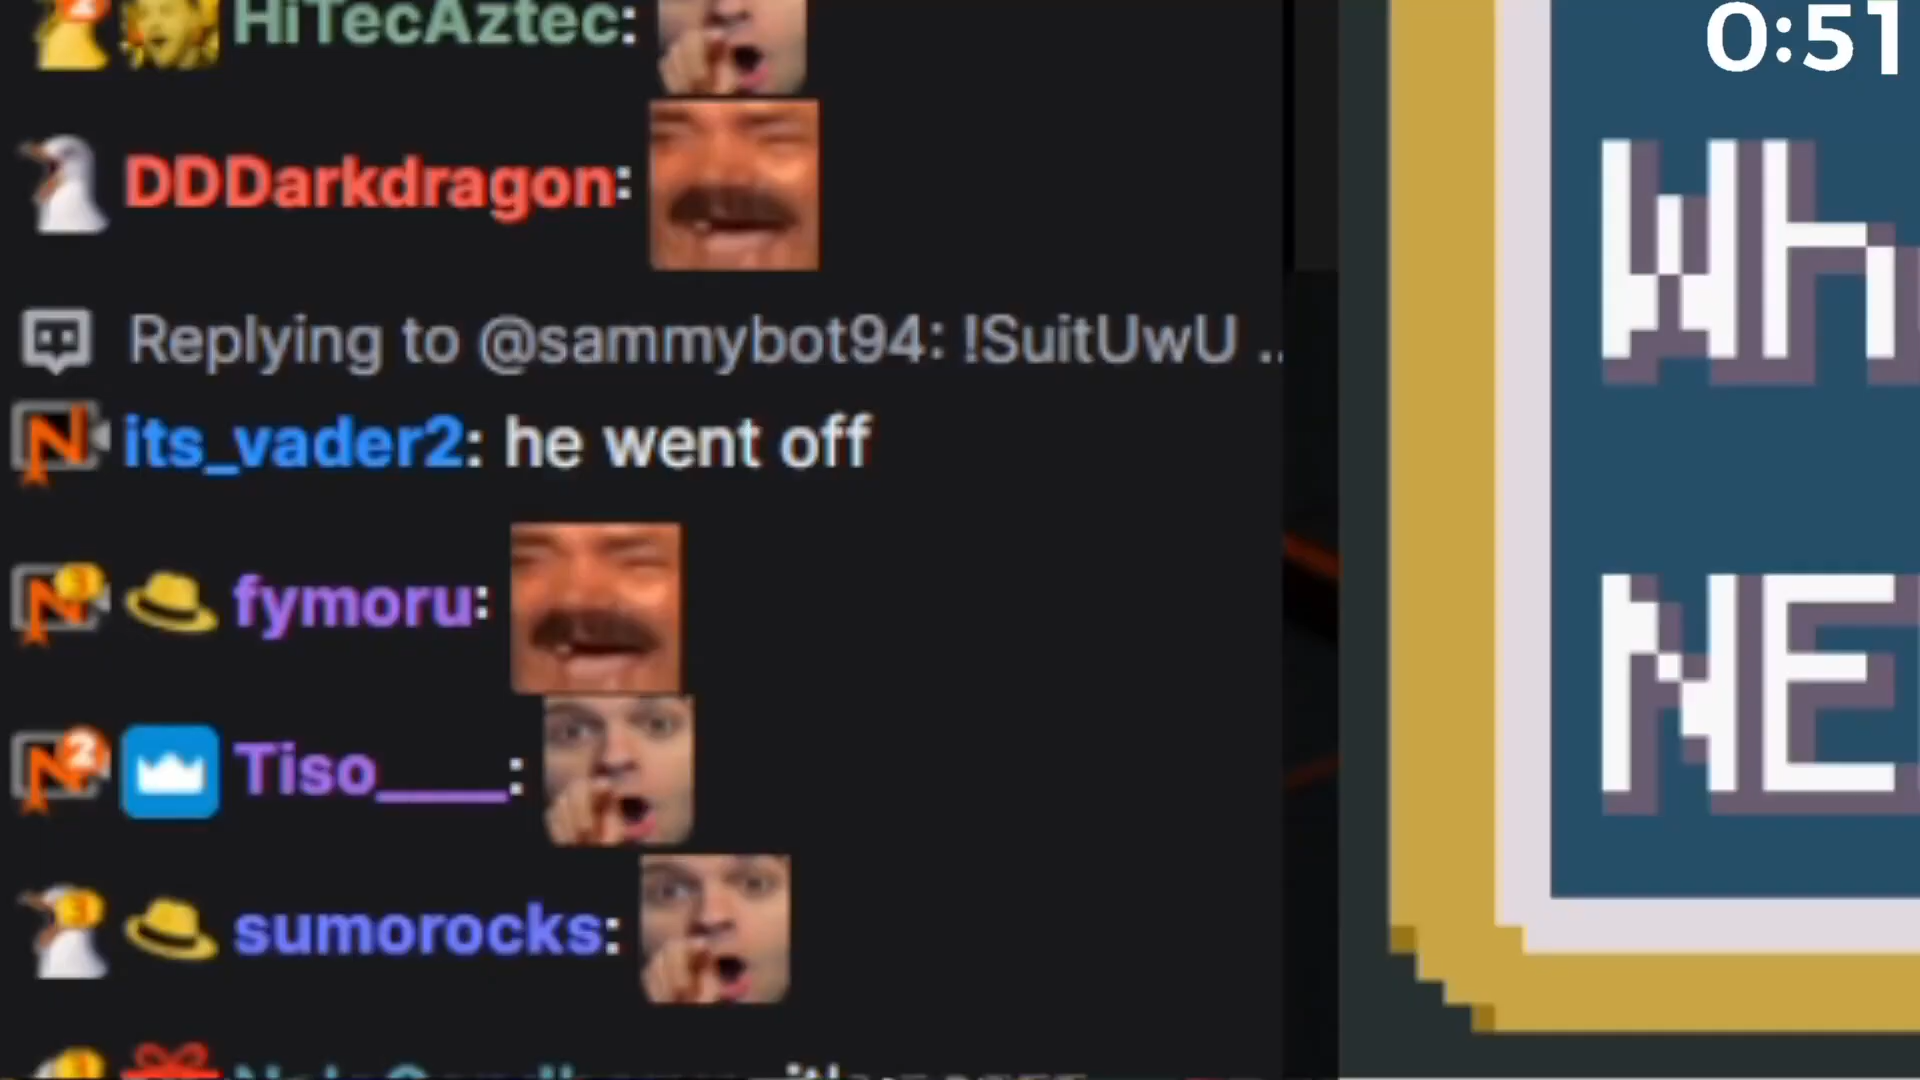 HiTecAztec:
0:51
DDDarkdragon:
Wh
Replying to @sammybot94: !SuitUwU ..
its_vader2: he went off
fymoru:
NE
Tiso____:
sumorocks: